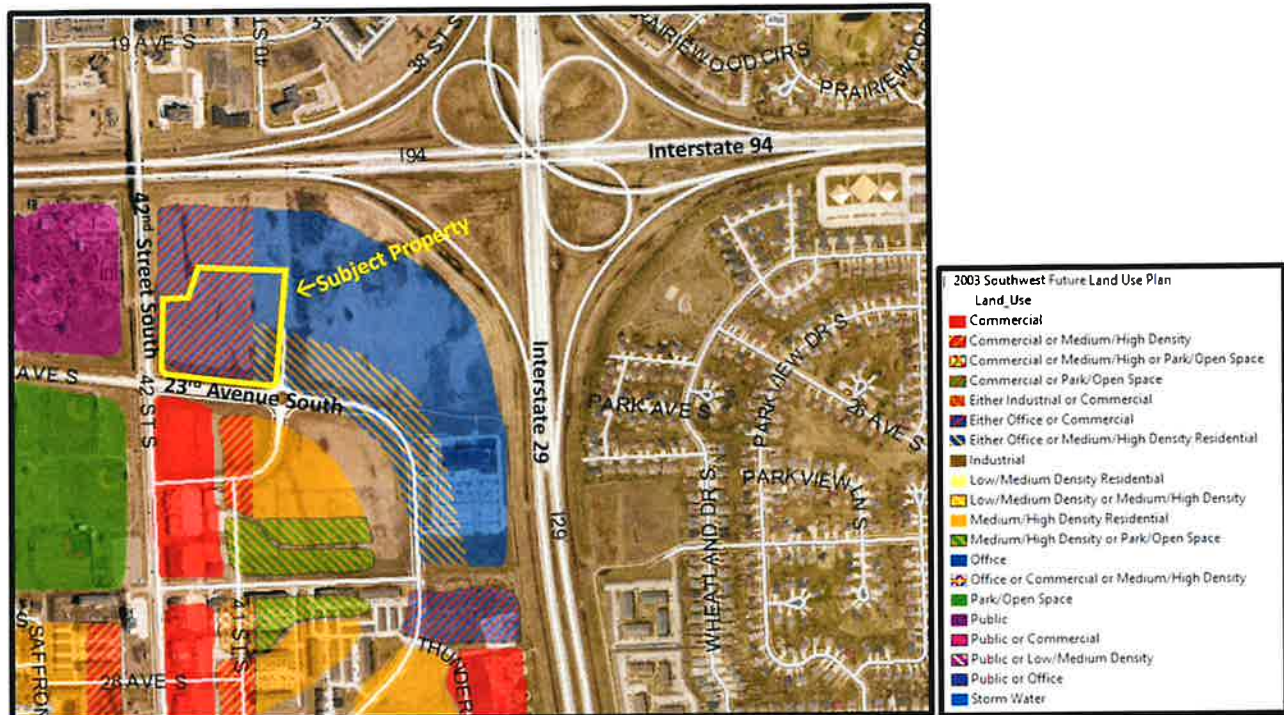 19 AVE S
40 ST
38 ST S
PRAIRIEWOOD CIR S
PRAIRIEWOOD
I94
Interstate 94
42nd Street South
←Subject Property
AVE S
42 ST S
23rd Avenue South
Interstate 29
I29
PARK AVE S
PARKVIEW DR S
26 AVE S
PARKVIEW LN S
WHEATLAND DR S
SAFFRON
41 ST S
THUNDER
28 AVE S
2003 Southwest Future Land Use Plan
Land_Use
Commercial
Commercial or Medium/High Density
Commercial or Medium/High or Park/Open Space
Commercial or Park/Open Space
Either Industrial or Commercial
Either Office or Commercial
Either Office or Medium/High Density Residential
Industrial
Low/Medium Density Residential
Low/Medium Density or Medium/High Density
Medium/High Density Residential
Medium/High Density or Park/Open Space
Office
Office or Commercial or Medium/High Density
Park/Open Space
Public
Public or Commercial
Public or Low/Medium Density
Public or Office
Storm Water